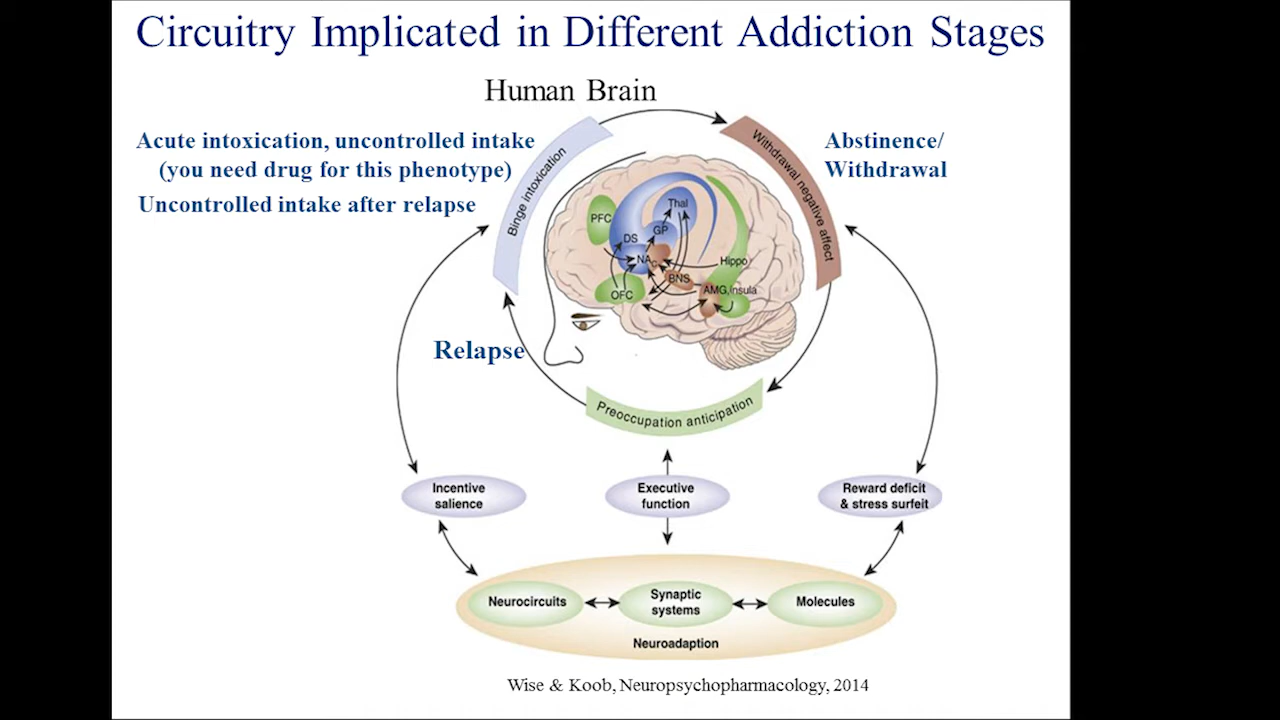 Circuitry Implicated in Different Addiction Stages
Human Brain
Acute intoxication, uncontrolled intake
(you need drug for this phenotype)
Uncontrolled intake after relapse
Abstinence/
Withdrawal
Binge intoxication
Withdrawal negative affect
PFC
Thal
DS
GP
NAC
BNS
Hippo
OFC
AMG,Insula
Relapse
Preoccupation anticipation
Incentive
salience
Executive
function
Reward deficit
& stress surfeit
Neurocircuits
Synaptic
systems
Molecules
Neuroadaption
Wise & Koob, Neuropsychopharmacology, 2014